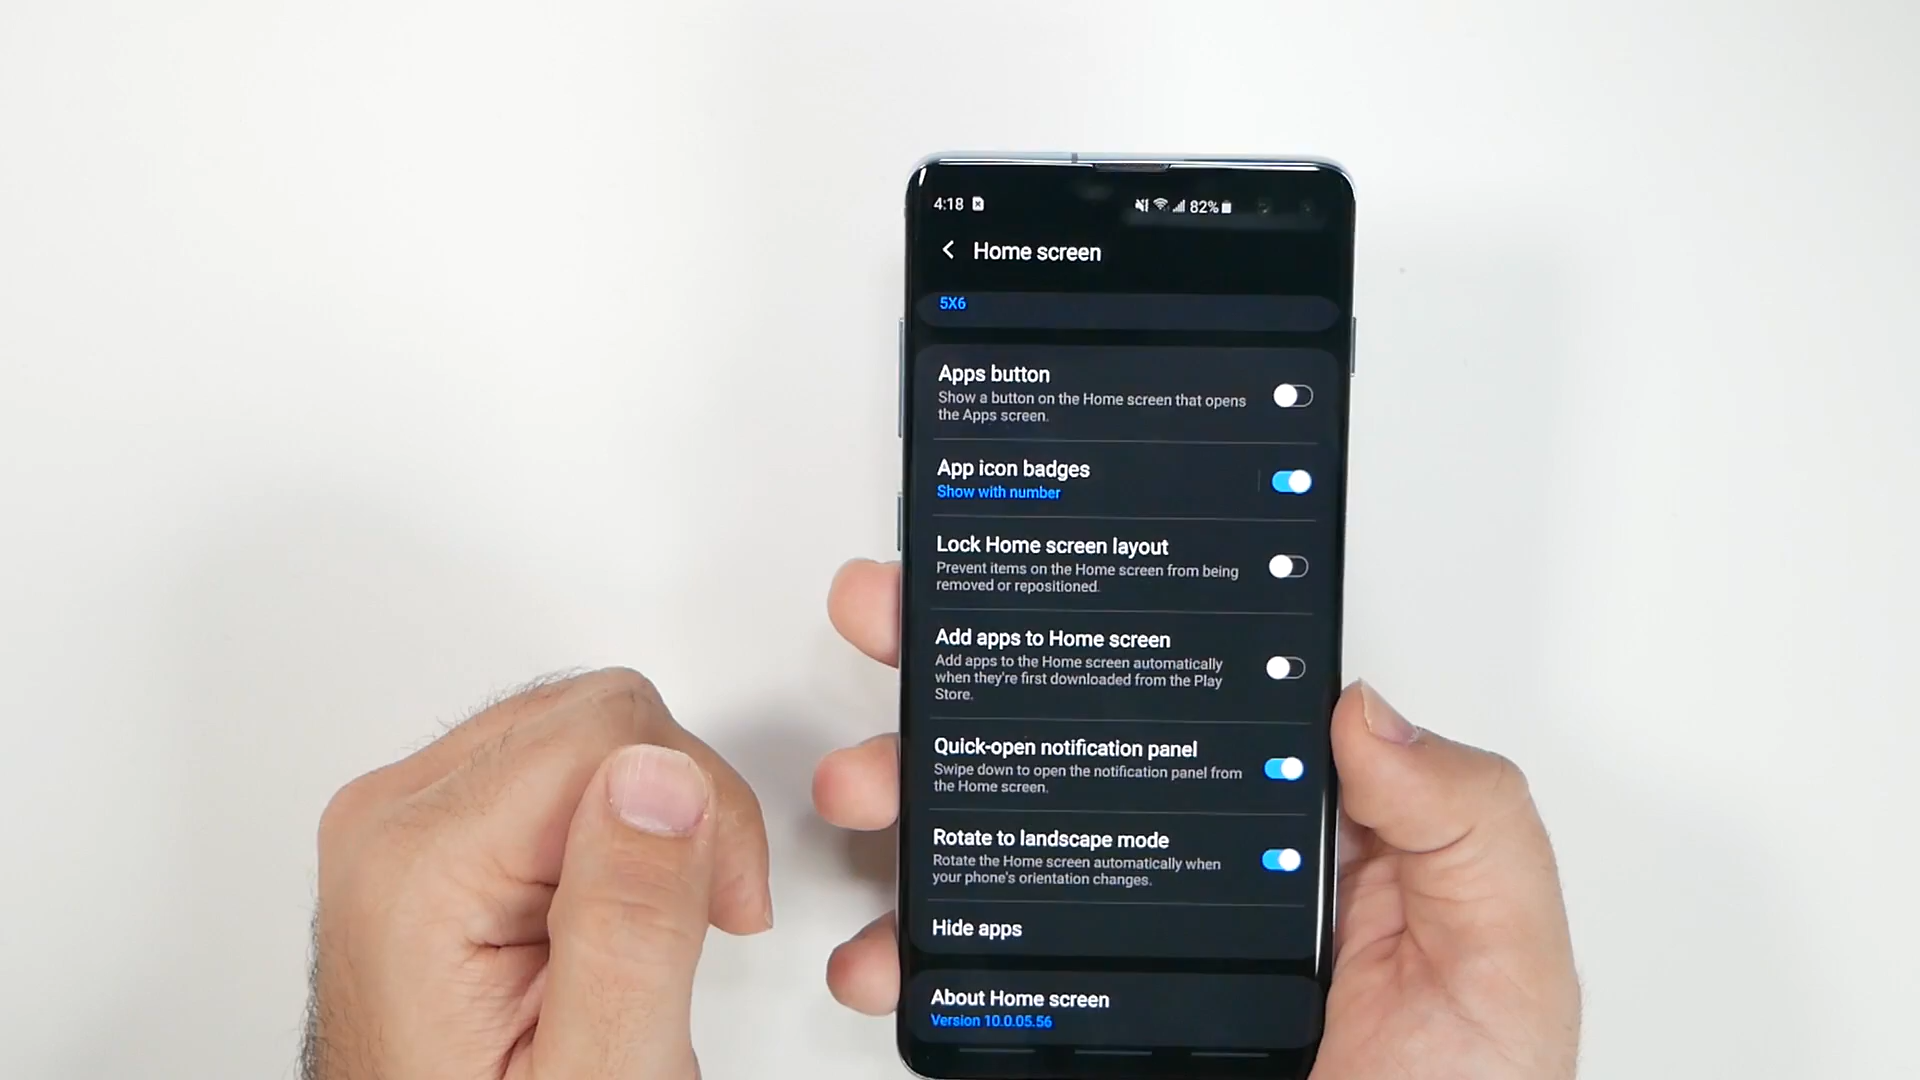 4:18
82%
Home screen
5X6
Apps button
Show a button on the Home screen that opens
the Apps screen.
App icon badges
Show with number
Lock Home screen layout
Prevent items on the Home screen from being
removed or repositioned.
Add apps to Home screen
Add apps to the Home screen automatically
when they're first downloaded from the Play
Store.
Quick-open notification panel
Swipe down to open the notification panel from
the Home screen.
Rotate to landscape mode
Rotate the Home screen automatically when
your phone's orientation changes.
Hide apps
About Home screen
Version 10.0.05.56